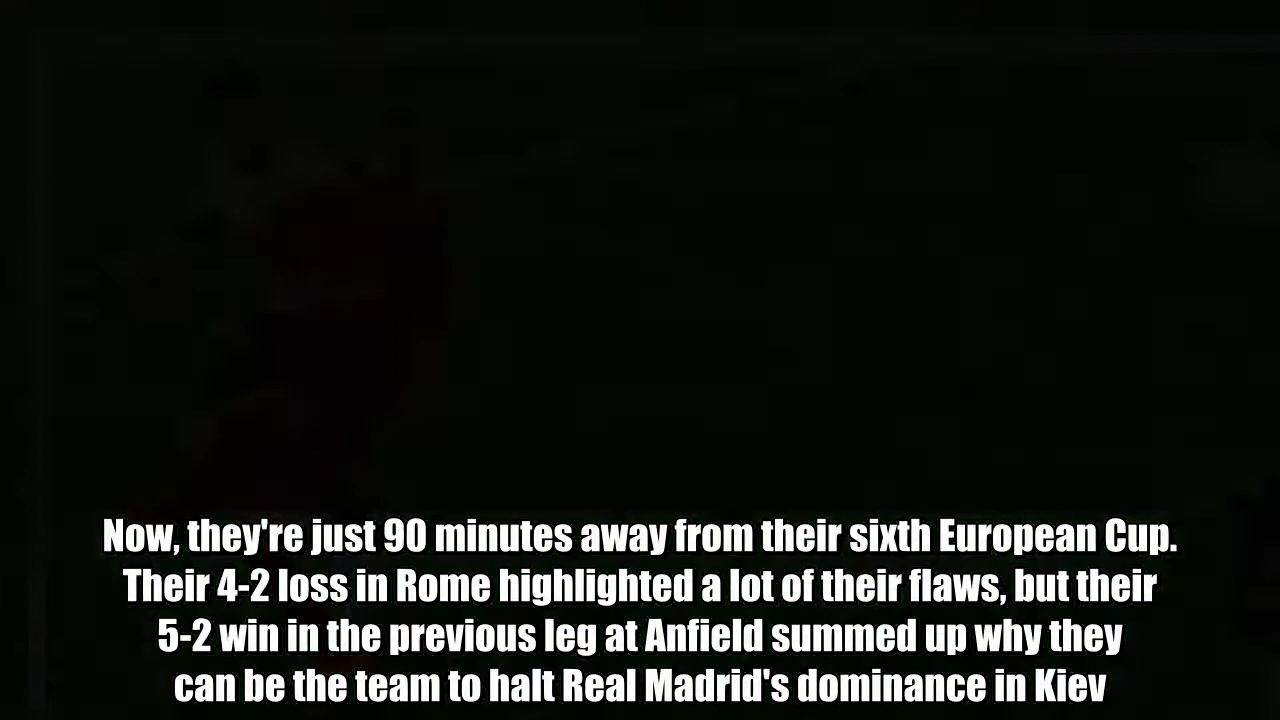 Now, they're just 90 minutes away from their sixth European Cup.
Their 4-2 loss in Rome highlighted a lot of their flaws, but their
5-2 win in the previous leg at Anfield summed up why they
can be the team to halt Real Madrid's dominance in Kiev